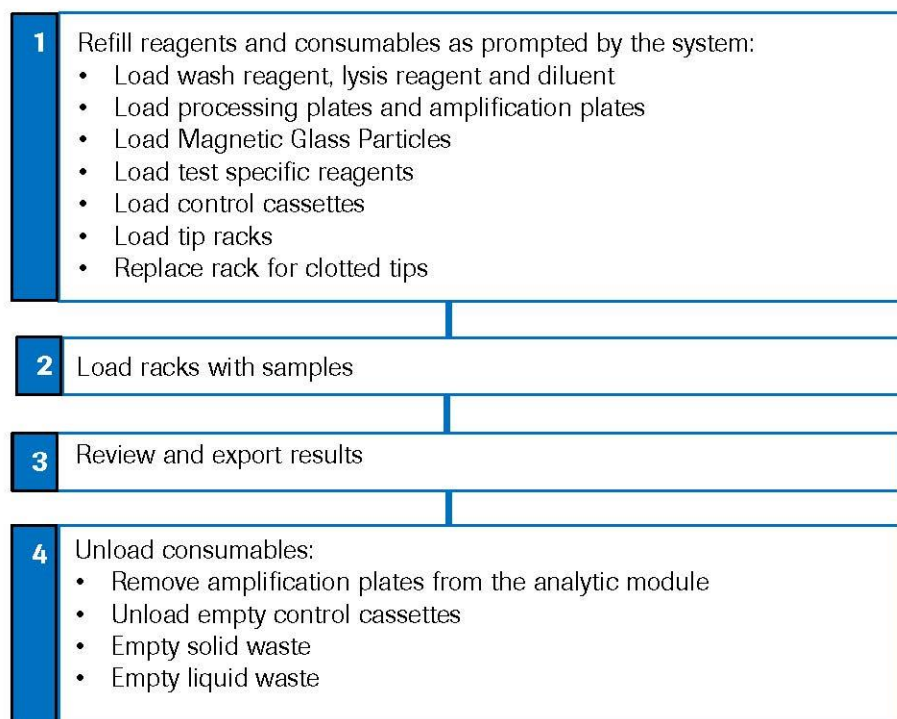 1
Refill reagents and consumables as prompted by the system:
• Load wash reagent, lysis reagent and diluent
• Load processing plates and amplification plates
• Load Magnetic Glass Particles
• Load test specific reagents
• Load control cassettes
• Load tip racks
• Replace rack for clotted tips
2
Load racks with samples
3
Review and export results
4
Unload consumables:
• Remove amplification plates from the analytic module
• Unload empty control cassettes
• Empty solid waste
• Empty liquid waste